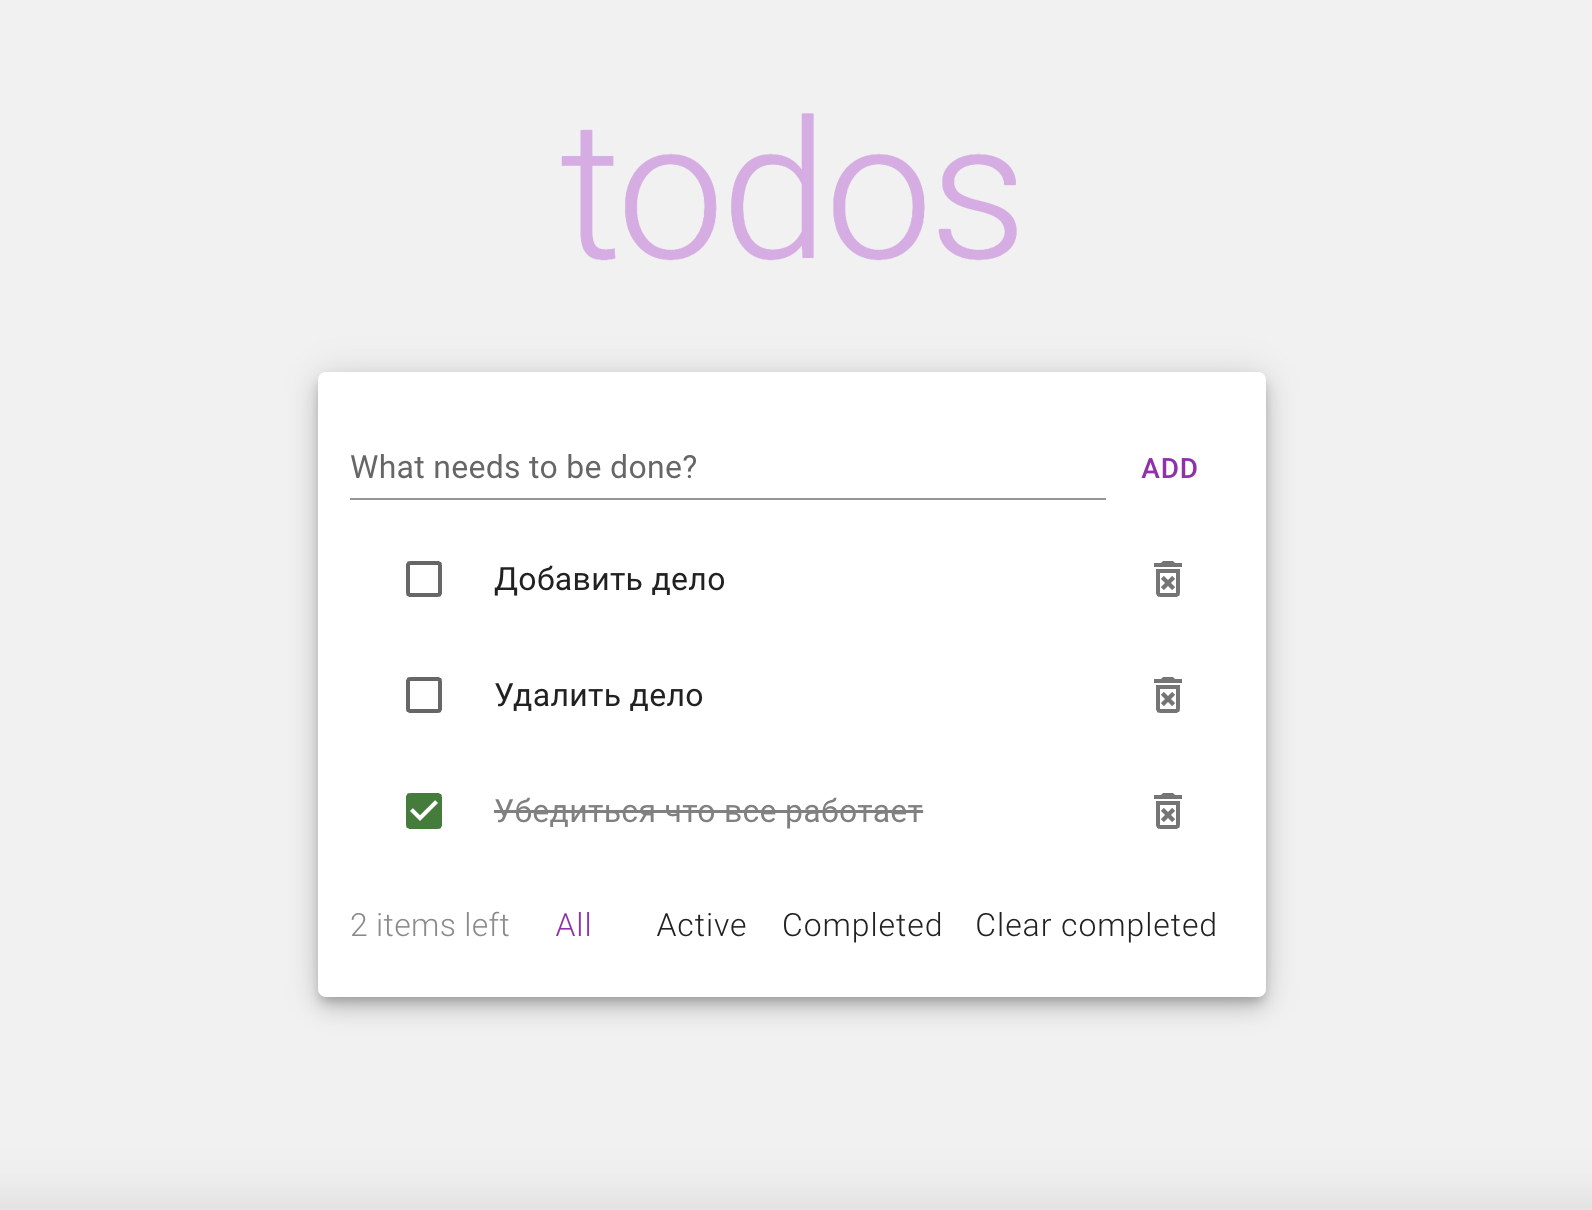 todos
What needs to be done? ADD
Добавить дело
Удалить дело
Убедиться что все работает
2 items left All Active Completed Clear completed